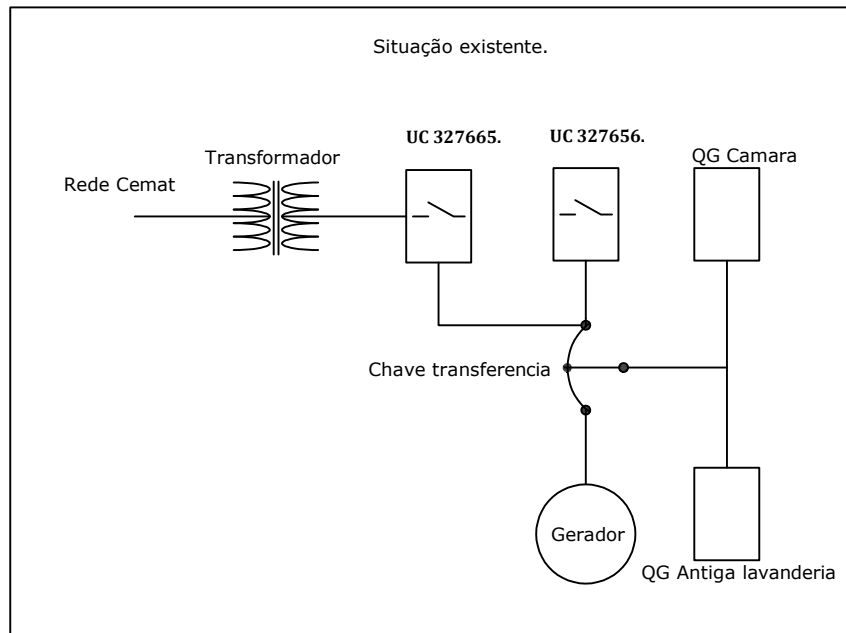 Situação existente.
UC 327665.
UC 327656.
Transformador
QG Camara
Rede Cemat
Chave transferencia
Gerador
QG Antiga lavanderia